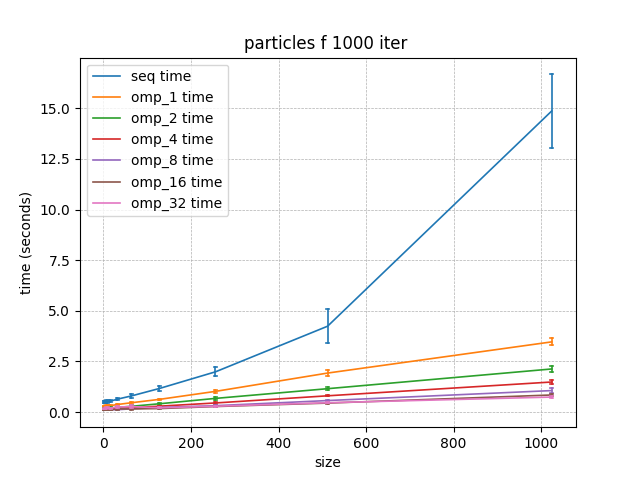 particles f 1000 iter
seq time
omp_1 time
omp_2 time
omp_4 time
omp_8 time
omp_16 time
omp_32 time
15.0
12.5
10.0
7.5
5.0
2.5
0.0
time (seconds)
0 200 400 600 800 1000
size